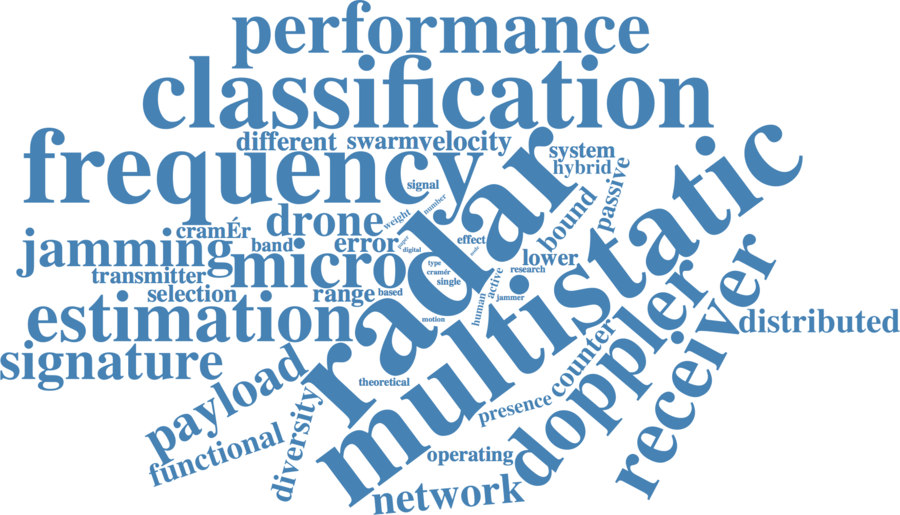 performance
classification
different
swarm
velocity
frequency
system
hybrid
signal
passive
number
weight
radar
drone
cramÉr
bound
jamming
band
error
effect
digital
micro
lower
multistatic
type
cramér
research
transmitter
single
active
selection
range
based
jammer
human
doppler
receiver
estimation
motion
distributed
signature
counter
payload
theoretical
presence
diversity
functional
operating
network